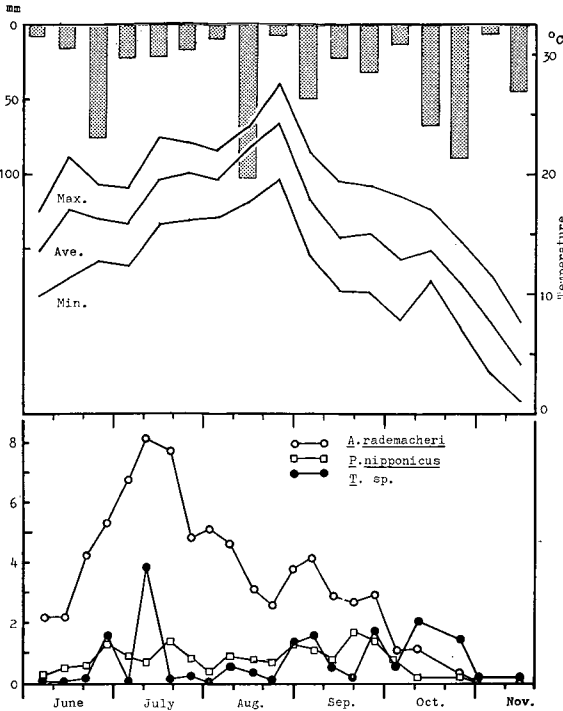 mm
0
50
100
°C
30
20
10
0
Temperature
Max.
Ave.
Min.
8
6
4
2
0
A.rademacheri
P.nipponicus
T. sp.
June July Aug. Sep. Oct. Nov.